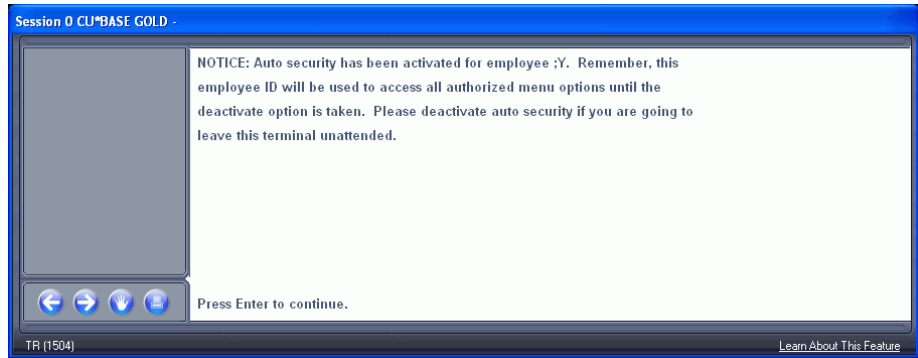 Session 0 CU*BASE GOLD -
NOTICE: Auto security has been activated for employee ;Y. Remember, this
employee ID will be used to access all authorized menu options until the
deactivate option is taken. Please deactivate auto security if you are going to
leave this terminal unattended.
Press Enter to continue.
TR (1504)
Learn About This Feature